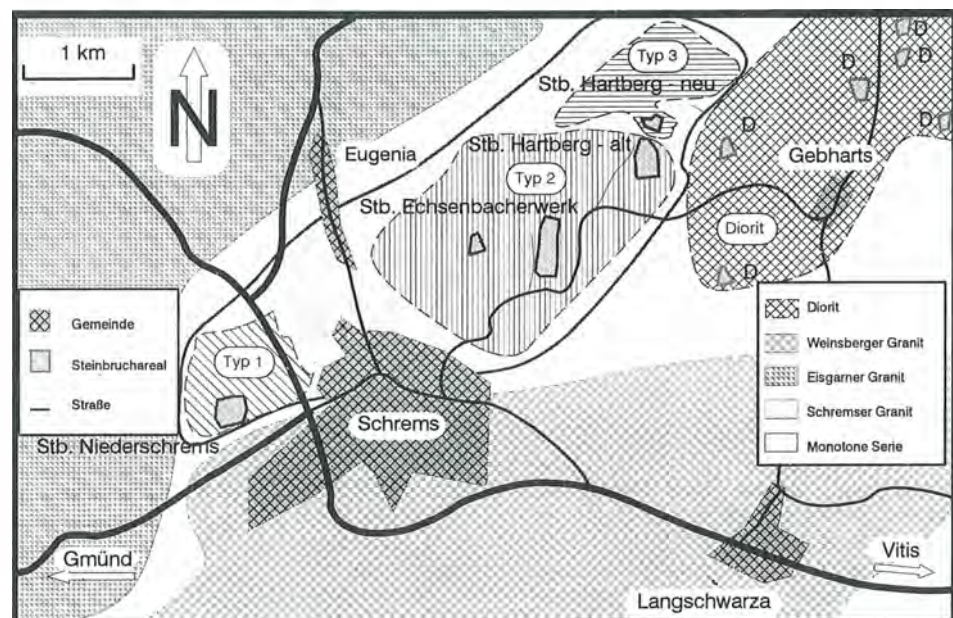 1 km
N
Typ 3
Stb. Hartberg - neu
D
D
D
D
Eugenia
Stb. Hartberg - alt
D
Gebharts
Typ 2
Stb. Echsenbacherwerk
Diorit
D
Gemeinde
Steinbruchareal
Straße
Typ 1
Stb. Niederschrems
Schrems
Diorit
Weinsberger Granit
Eisgarner Granit
Schremser Granit
Monolone Serie
Gmünd
Vitis
Langschwarza